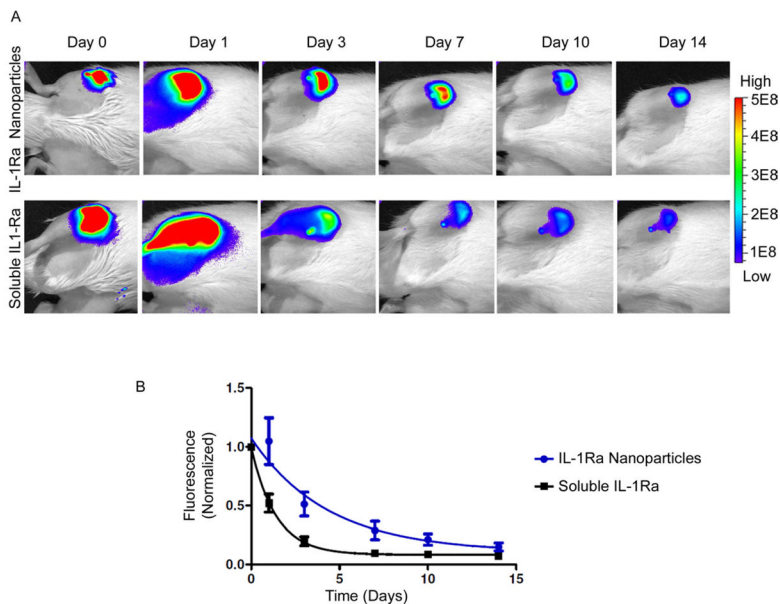 A
Day 0 Day 1 Day 3 Day 7 Day 10 Day 14
IL-1Ra Nanoparticles
Soluble IL1-Ra
High
5E8
4E8
3E8
2E8
1E8
Low
B
1.5
1.0
0.5
0.0
Fluorescence
(Normalized)
0 5 10 15
Time (Days)
IL-1Ra Nanoparticles
Soluble IL-1Ra